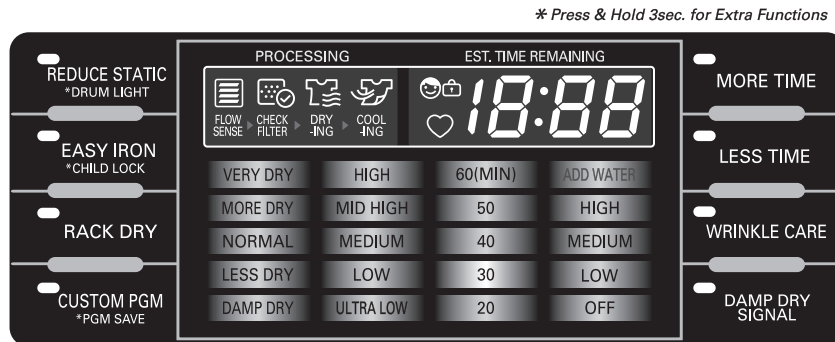 * Press & Hold 3sec. for Extra Functions
PROCESSING
EST. TIME REMAINING
REDUCE STATIC
*DRUM LIGHT
EASY IRON
*CHILD LOCK
RACK DRY
CUSTOM PGM
*PGM SAVE
FLOW SENSE
CHECK FILTER
DRY -ING
COOL -ING
18:88
VERY DRY HIGH 60(MIN) ADD WATER
MORE DRY MID HIGH 50 HIGH
NORMAL MEDIUM 40 MEDIUM
LESS DRY LOW 30 LOW
DAMP DRY ULTRA LOW 20 OFF
MORE TIME
LESS TIME
WRINKLE CARE
DAMP DRY
SIGNAL